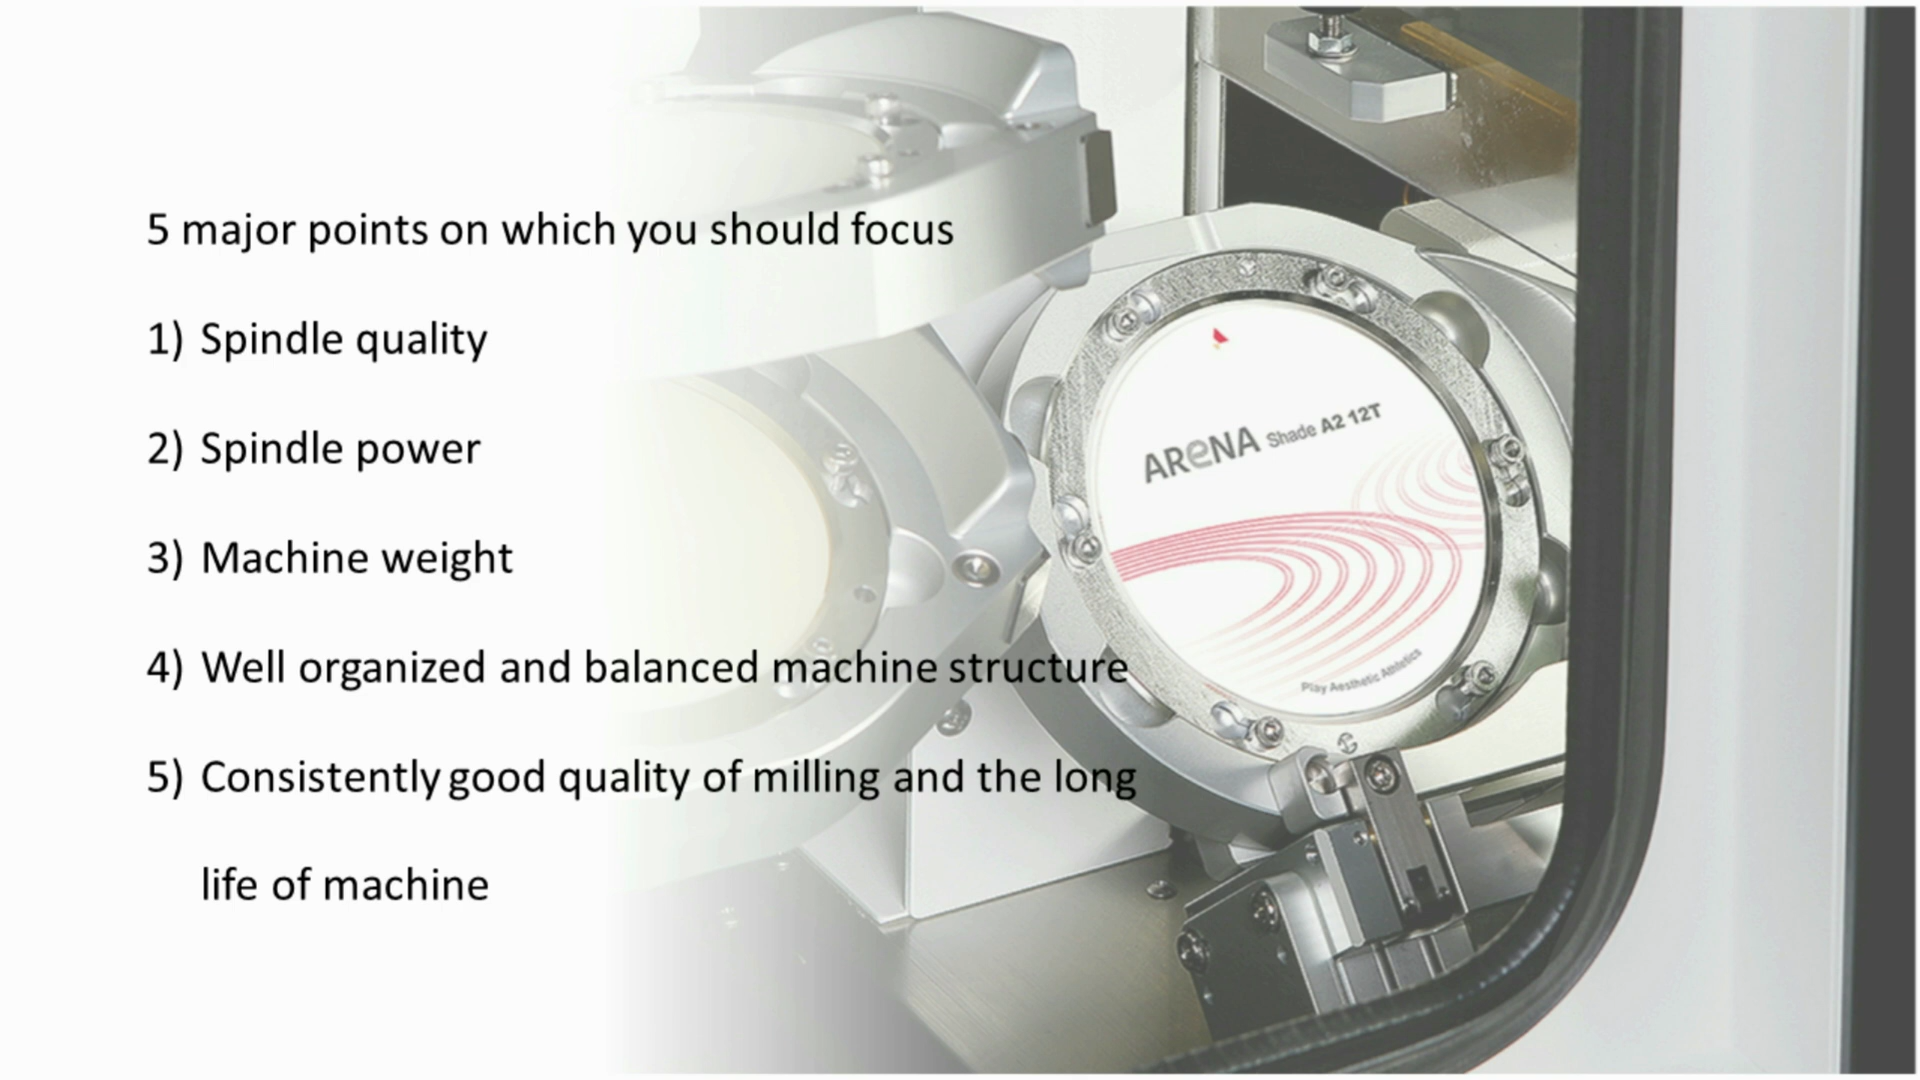 5 major points on which you should focus
1) Spindle quality
2) Spindle power
3) Machine weight
4) Well organized and balanced machine structure
5) Consistently good quality of milling and the long
life of machine
ARENA Shade A2 12T
Play Aesthetic Athletics